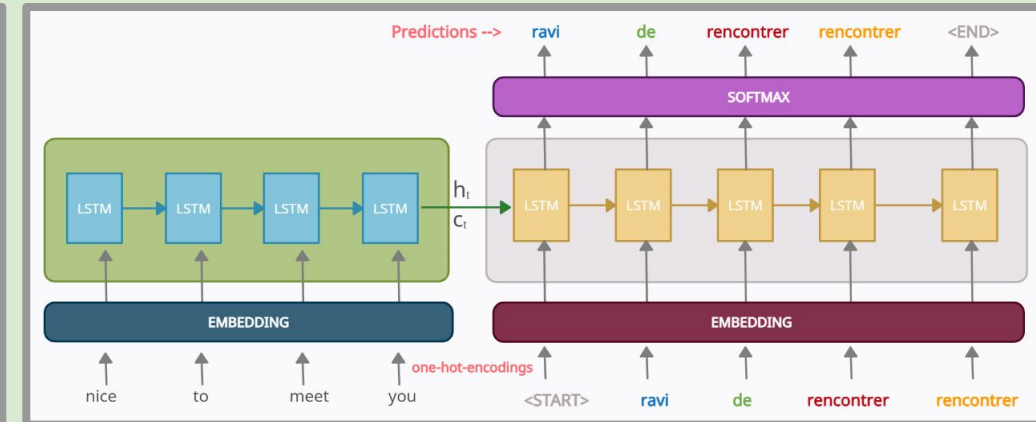 Predictions --> ravi de rencontrer rencontrer <END>
SOFTMAX
LSTM LSTM LSTM LSTM hₜ cₜ LSTM LSTM LSTM LSTM LSTM
EMBEDDING EMBEDDING
one-hot-encodings
nice to meet you <START> ravi de rencontrer rencontrer